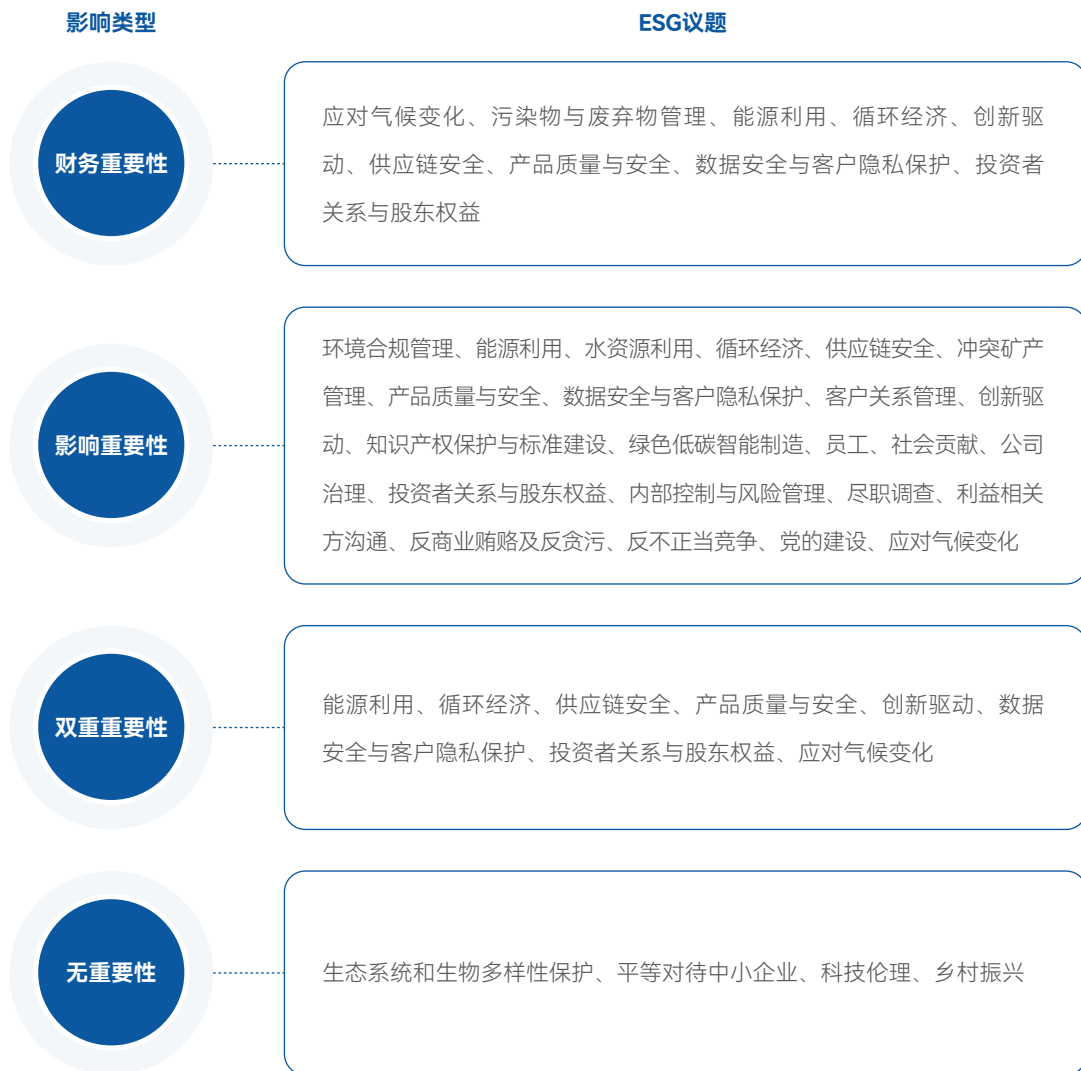 影响类型
ESG议题
财务重要性
应对气候变化、污染物与废弃物管理、能源利用、循环经济、创新驱
动、供应链安全、产品质量与安全、数据安全与客户隐私保护、投资者
关系与股东权益
影响重要性
环境合规管理、能源利用、水资源利用、循环经济、供应链安全、冲突矿产
管理、产品质量与安全、数据安全与客户隐私保护、客户关系管理、创新驱
动、知识产权保护与标准建设、绿色低碳智能制造、员工、社会贡献、公司
治理、投资者关系与股东权益、内部控制与风险管理、尽职调查、利益相关
方沟通、反商业贿赂及反贪污、反不正当竞争、党的建设、应对气候变化
双重重要性
能源利用、循环经济、供应链安全、产品质量与安全、创新驱动、数据
安全与客户隐私保护、投资者关系与股东权益、应对气候变化
无重要性
生态系统和生物多样性保护、平等对待中小企业、科技伦理、乡村振兴